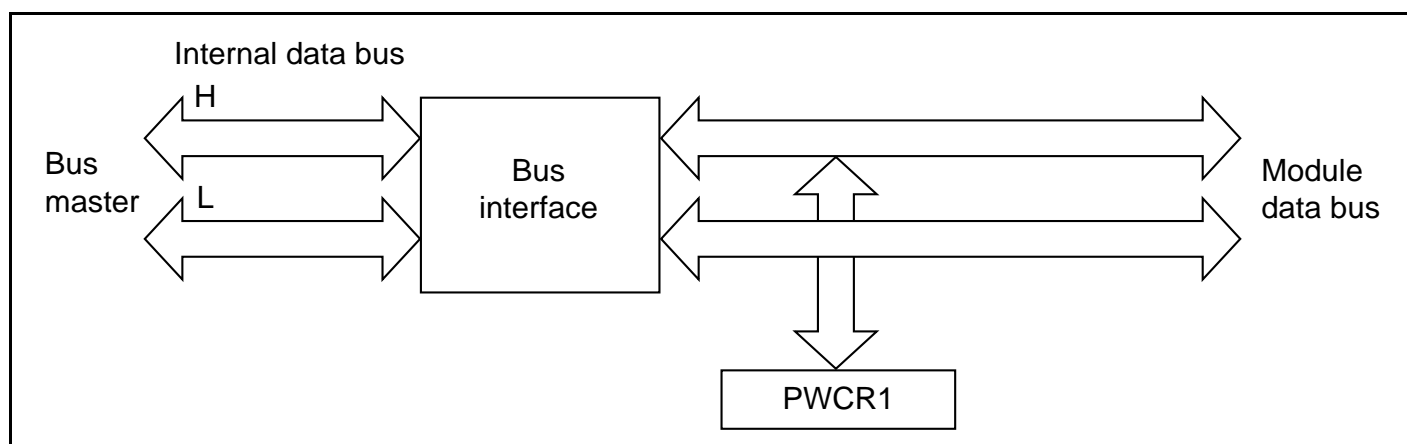 Internal data bus
H
Bus
master
L
Bus
interface
Module
data bus
PWCR1